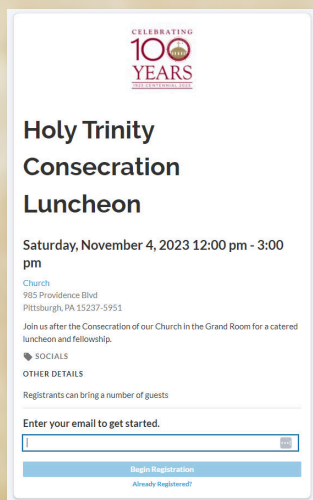 CELEBRATING
100
YEARS
1923 CENTENNIAL 2023
Holy Trinity
Consecration
Luncheon
Saturday, November 4, 2023 12:00 pm - 3:00
pm
Church
985 Providence Blvd
Pittsburgh, PA 15237-5951
Join us after the Consecration of our Church in the Grand Room for a catered
luncheon and fellowship.
SOCIALS
OTHER DETAILS
Registrants can bring a number of guests
Enter your email to get started.
Begin Registration
Already Registered?